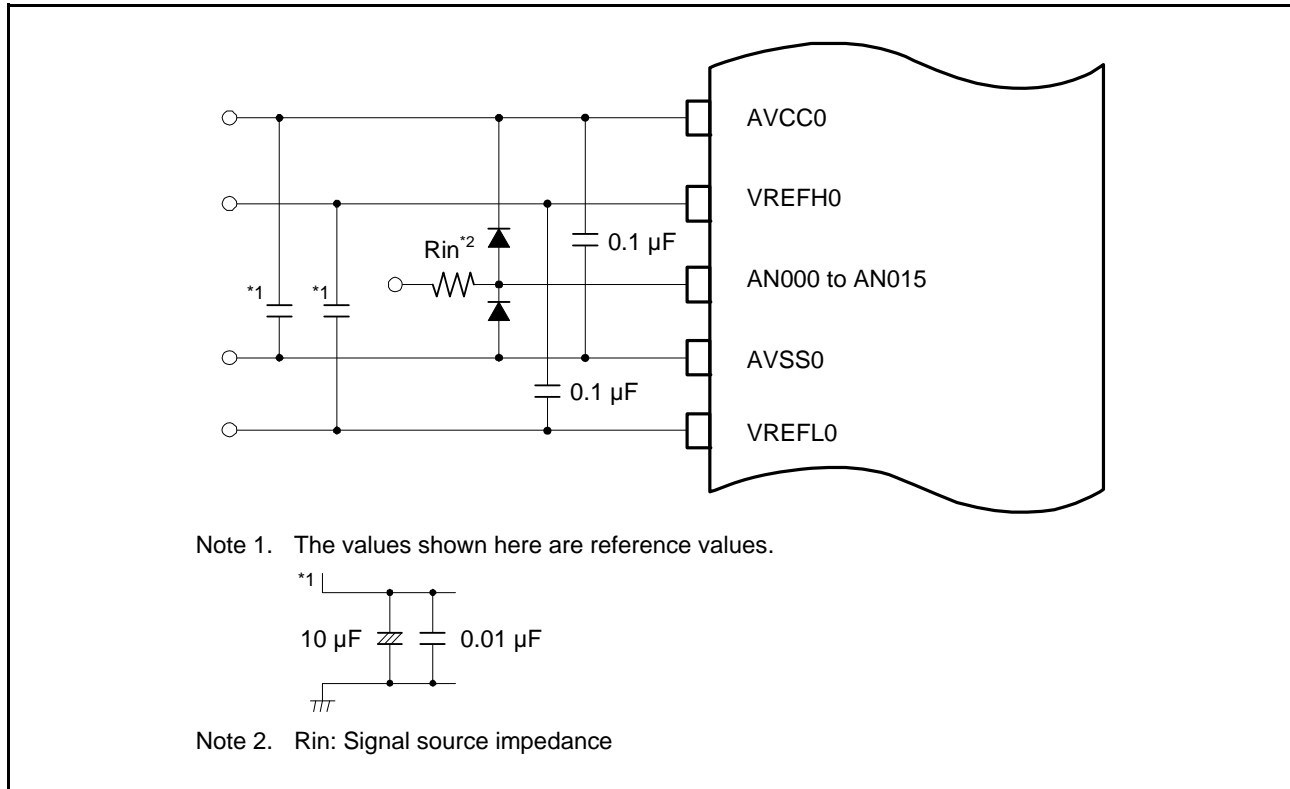 AVCC0
VREFH0
Rin*2
0.1 µF
AN000 to AN015
*1
*1
AVSS0
0.1 µF
VREFL0
Note 1. The values shown here are reference values.
*1
10 µF
0.01 µF
Note 2. Rin: Signal source impedance